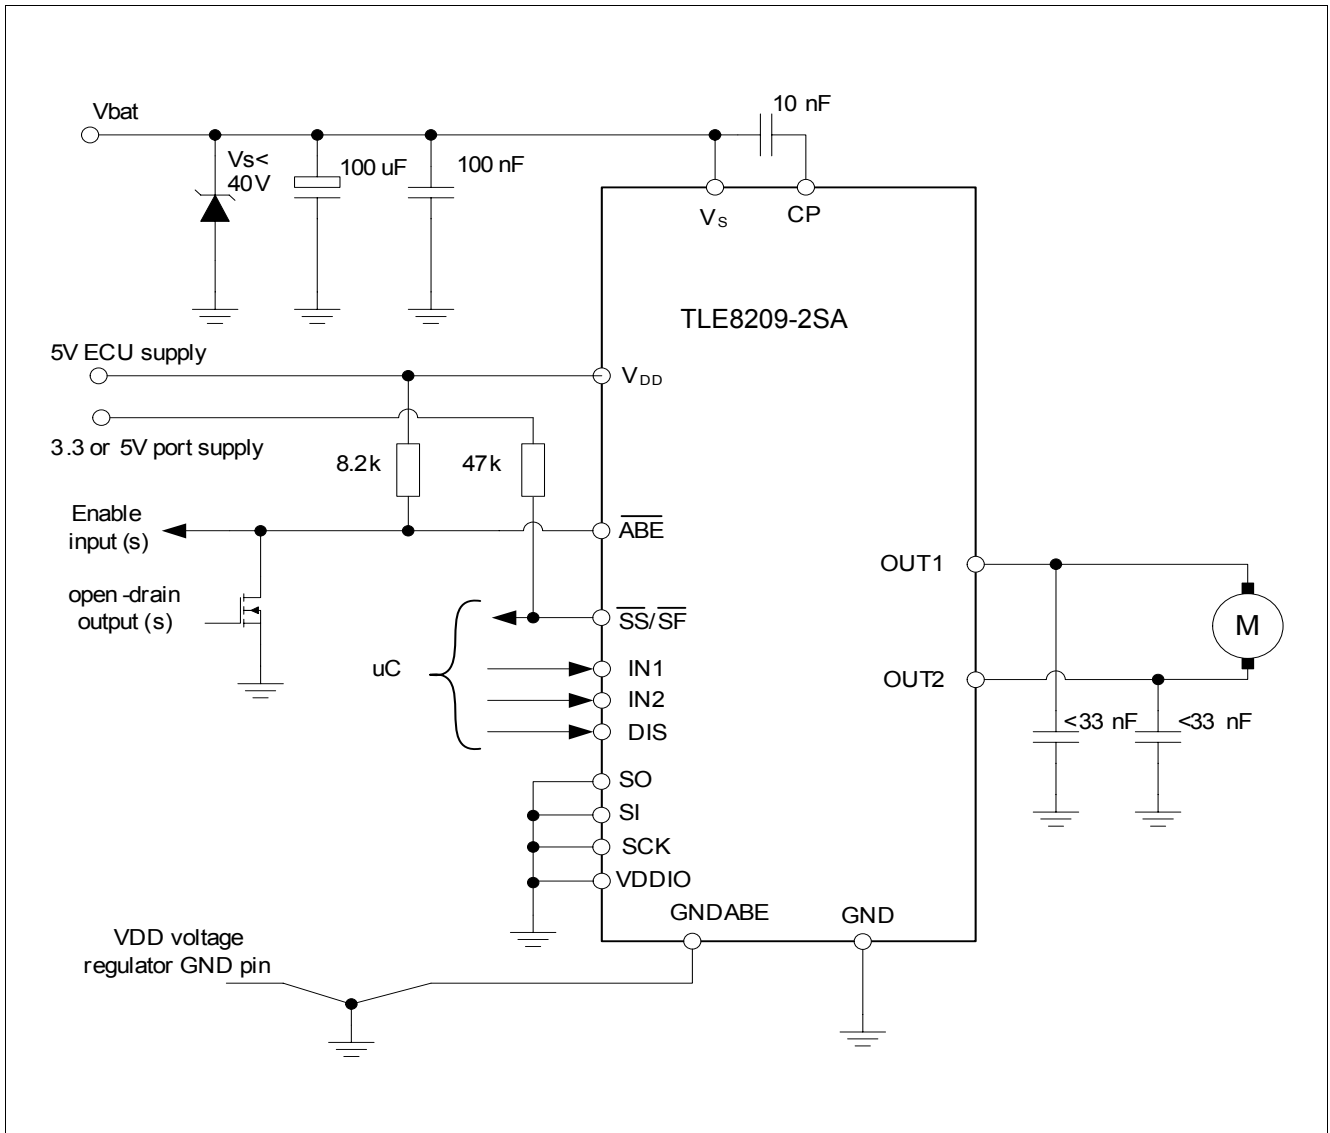 Vbat
10 nF
Vs<
40V
100 uF
100 nF
VS
CP
TLE8209-2SA
5V ECU supply
VDD
3.3 or 5V port supply
8.2k
47k
Enable
input (s)
ABE
OUT1
open-drain
output (s)
SS/SF
M
uC
IN1
OUT2
IN2
<33 nF
<33 nF
DIS
SO
SI
SCK
VDDIO
GNDABE
GND
VDD voltage
regulator GND pin